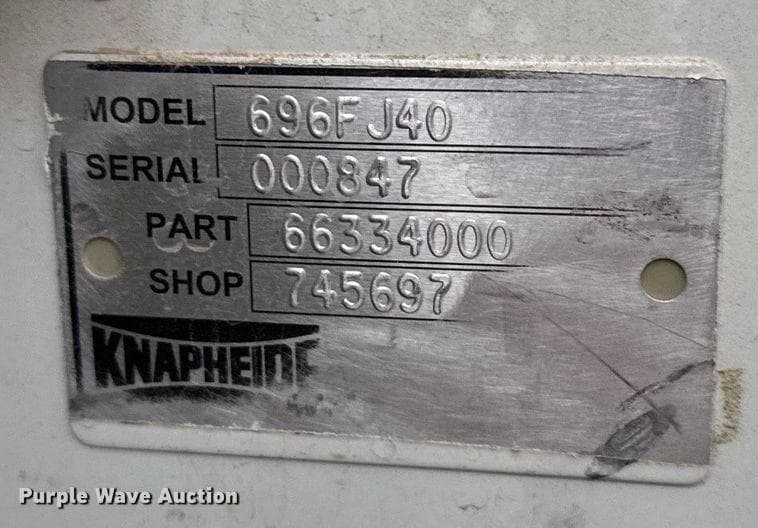 MODEL 696FJ40
SERIAL 000847
PART 66334000
SHOP 745697
KNAPHEIDE
Purple Wave Auction